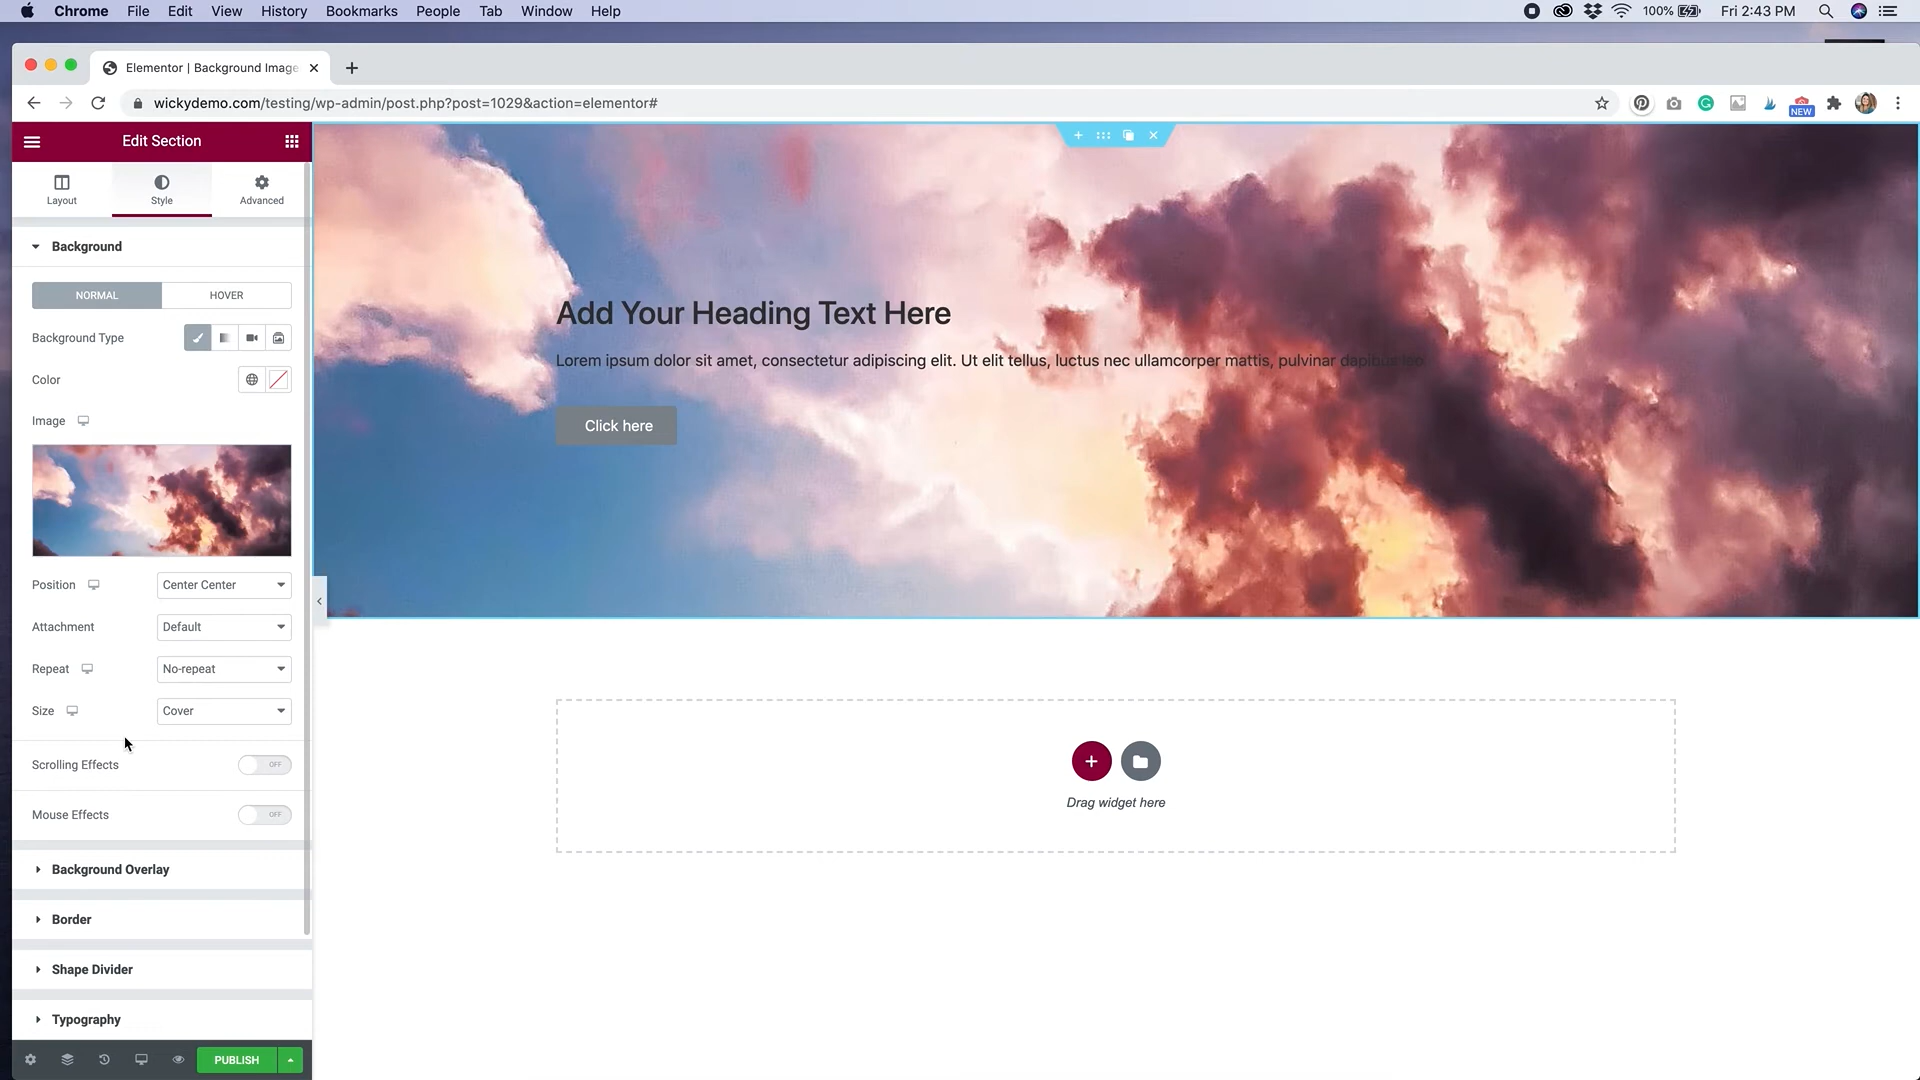 Chrome File Edit View History Bookmarks People Tab Window Help 100% Fri 2:43 PM
Elementor | Background Image
wickydemo.com/testing/wp-admin/post.php?post=1029&action=elementor#
NEW
Edit Section
Layout Style Advanced
Background
NORMAL HOVER
Background Type
Color
Image
Position Center Center
Attachment Default
Repeat No-repeat
Size Cover
Scrolling Effects OFF
Mouse Effects OFF
Background Overlay
Border
Shape Divider
Typography
PUBLISH
Add Your Heading Text Here
Lorem ipsum dolor sit amet, consectetur adipiscing elit. Ut elit tellus, luctus nec ullamcorper mattis, pulvinar dapibus leo.
Click here
Drag widget here